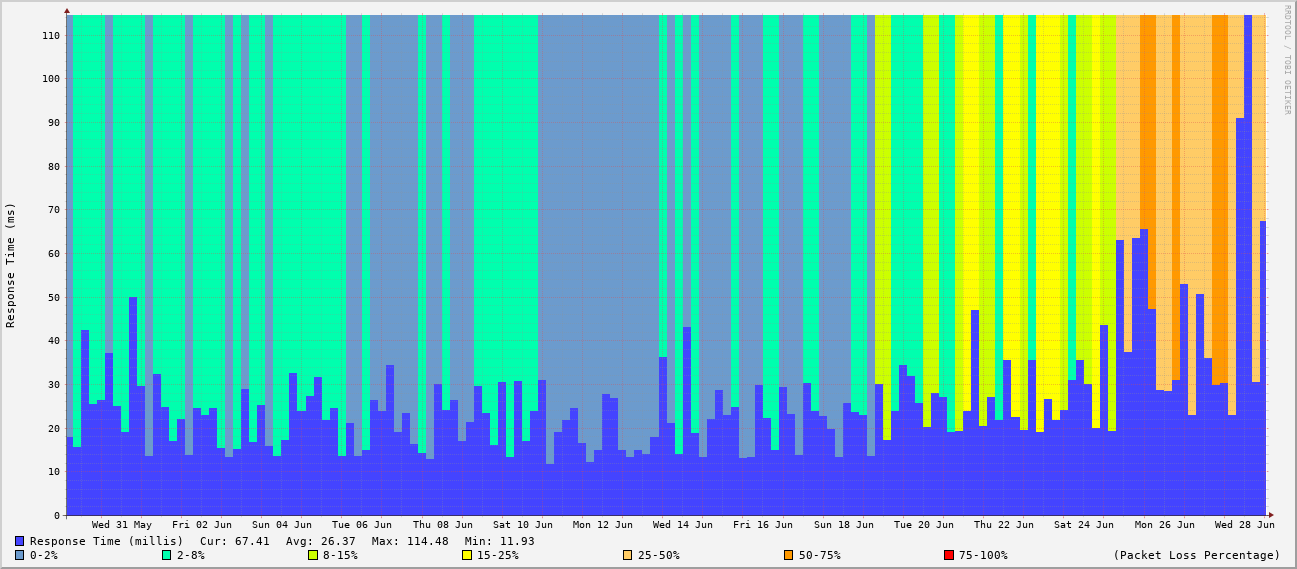 RRDTOOL / TOBI OETIKER
Response Time (ms)
110
100
90
80
70
60
50
40
30
20
10
0
Wed 31 May Fri 02 Jun Sun 04 Jun Tue 06 Jun Thu 08 Jun Sat 10 Jun Mon 12 Jun Wed 14 Jun Fri 16 Jun Sun 18 Jun Tue 20 Jun Thu 22 Jun Sat 24 Jun Mon 26 Jun Wed 28 Jun
Response Time (millis) Cur: 67.41 Avg: 26.37 Max: 114.48 Min: 11.93
0-2% 2-8% 8-15% 15-25% 25-50% 50-75% 75-100% (Packet Loss Percentage)